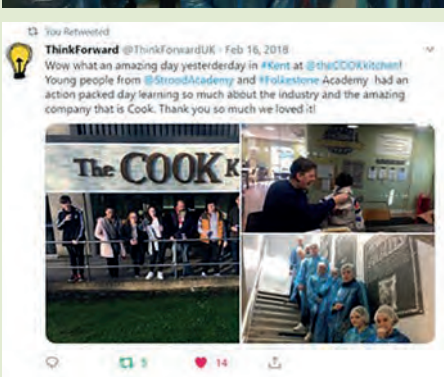 You Retweeted
ThinkForward @ThinkForwardUK · Feb 16, 2018
Wow what an amazing day yesterderday in #Kent at @theCOOKkitchen!
Young people from @StroodAcademy and #Folkestone Academy had an
action packed day learning so much about the industry and the amazing
company that is Cook. Thank you so much we loved it!
The COOK K
5 14